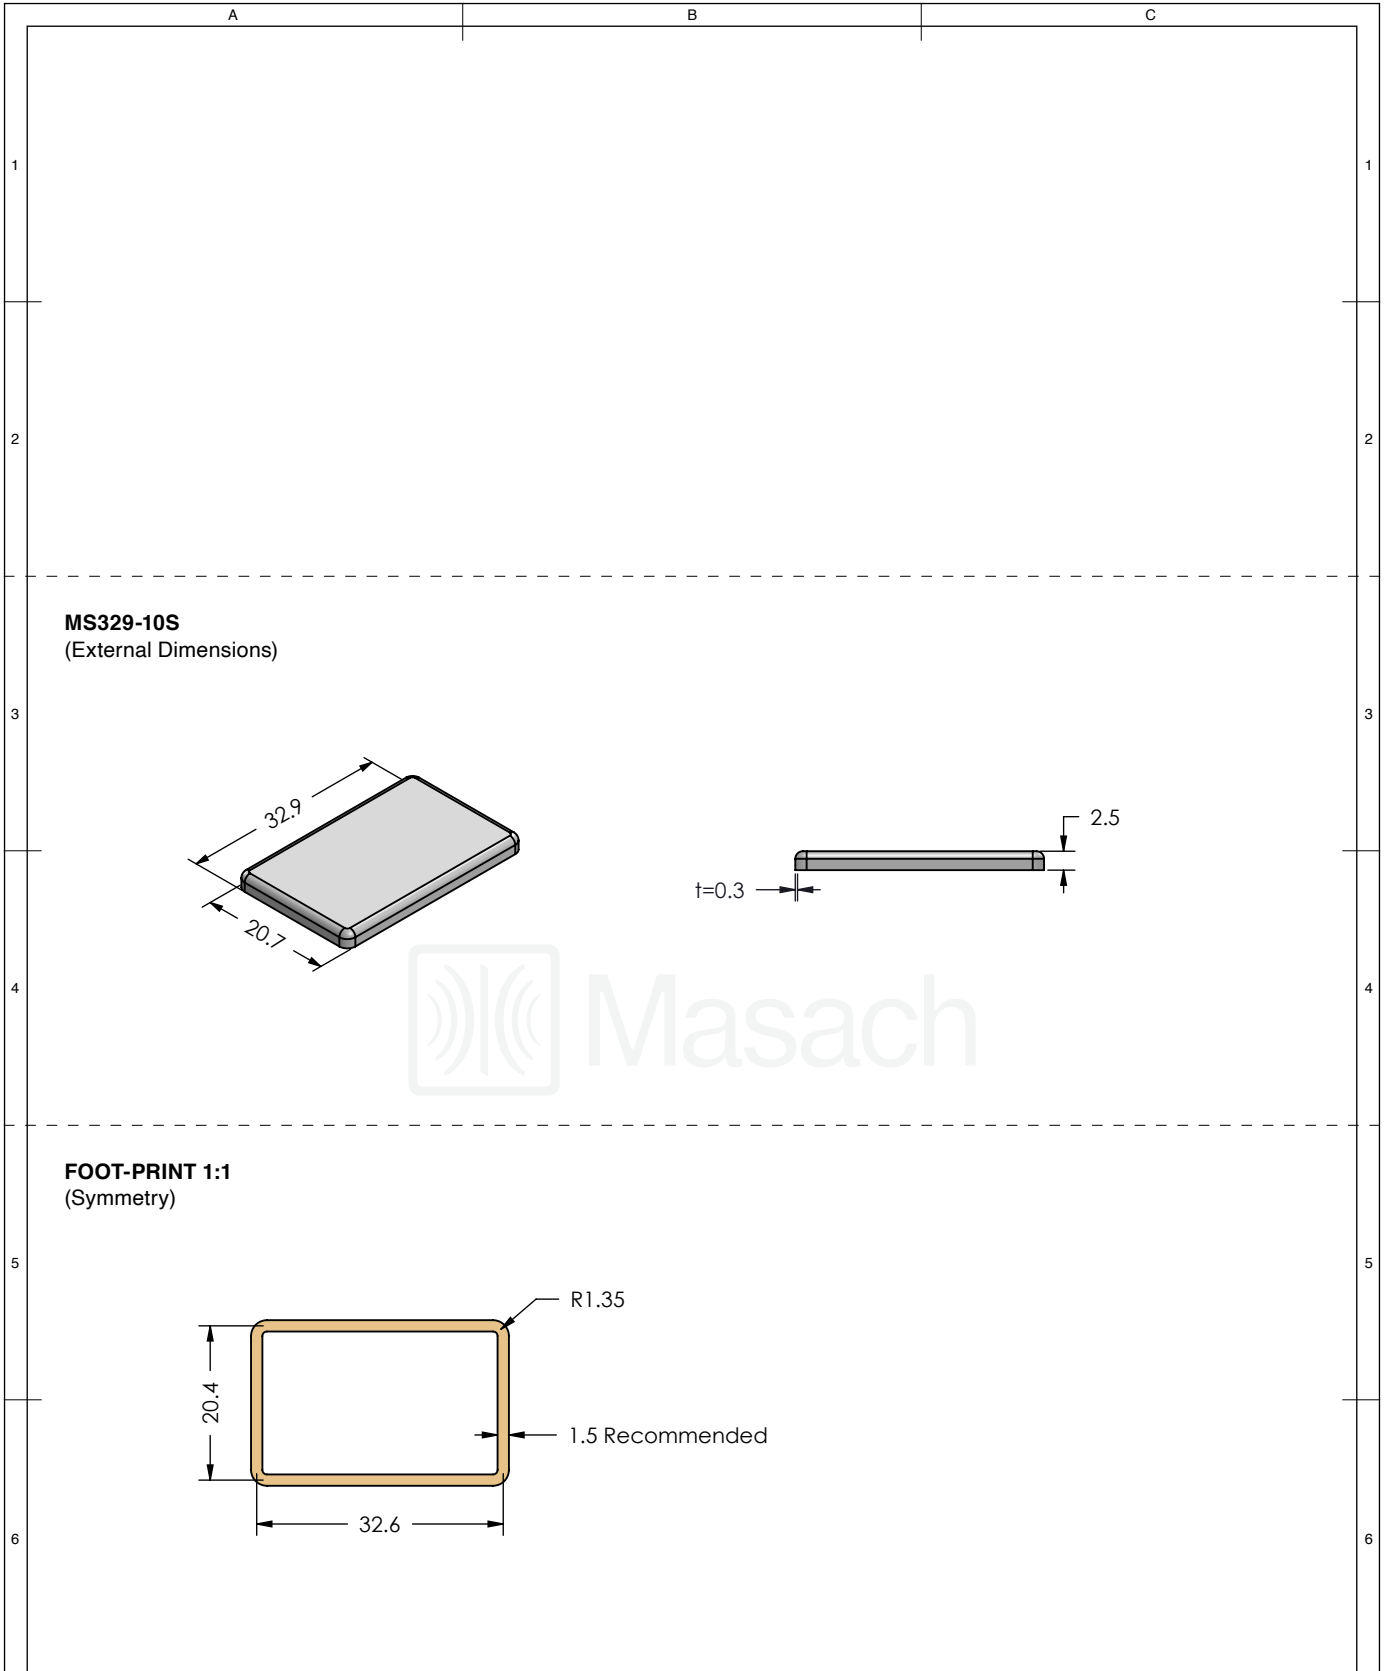 A B C
1 1
2 2
MS329-10S
(External Dimensions)
3 3
32.9
20.7
2.5
t=0.3
4 4
Masach
FOOT-PRINT 1:1
(Symmetry)
5 5
R1.35
20.4
1.5 Recommended
32.6
6 6